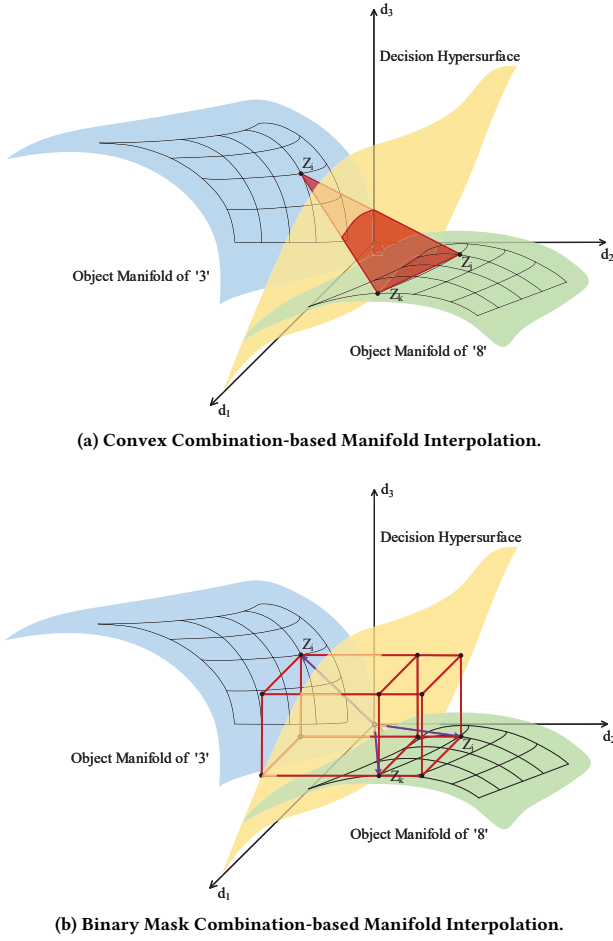 d3
Decision Hypersurface
Zi
d2
Zj
Object Manifold of '3'
Zk
Object Manifold of '8'
d1
(a) Convex Combination-based Manifold Interpolation.
d3
Decision Hypersurface
Zi
d2
Zj
Object Manifold of '3'
Zk
Object Manifold of '8'
d1
(b) Binary Mask Combination-based Manifold Interpolation.